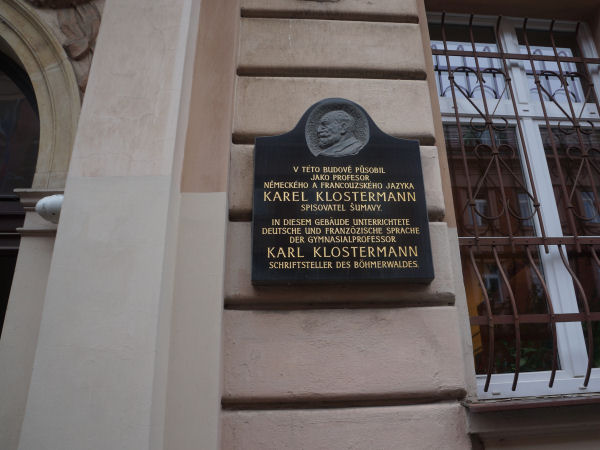 V TÉTO BUDOVĚ PŮSOBIL
JAKO PROFESOR
NĚMECKÉHO A FRANCOUZSKÉHO JAZYKA
KAREL KLOSTERMANN
SPISOVATEL ŠUMAVY.
IN DIESEM GEBÄUDE UNTERRICHTETE
DEUTSCHE UND FRANZÖZISCHE SPRACHE
DER GYMNASIALPROFESSOR
KARL KLOSTERMANN
SCHRIFTSTELLER DES BÖHMERWALDES.